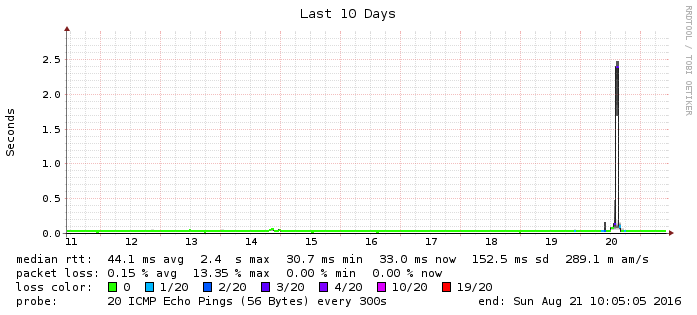 Last 10 Days
RRDTOOL / TOBI OETIKER
Seconds
2.5
2.0
1.5
1.0
0.5
0.0
11 12 13 14 15 16 17 18 19 20
median rtt: 44.1 ms avg 2.4 s max 30.7 ms min 33.0 ms now 152.5 ms sd 289.1 m am/s
packet loss: 0.15 % avg 13.35 % max 0.00 % min 0.00 % now
loss color: 0 1/20 2/20 3/20 4/20 10/20 19/20
probe: 20 ICMP Echo Pings (56 Bytes) every 300s end: Sun Aug 21 10:05:05 2016